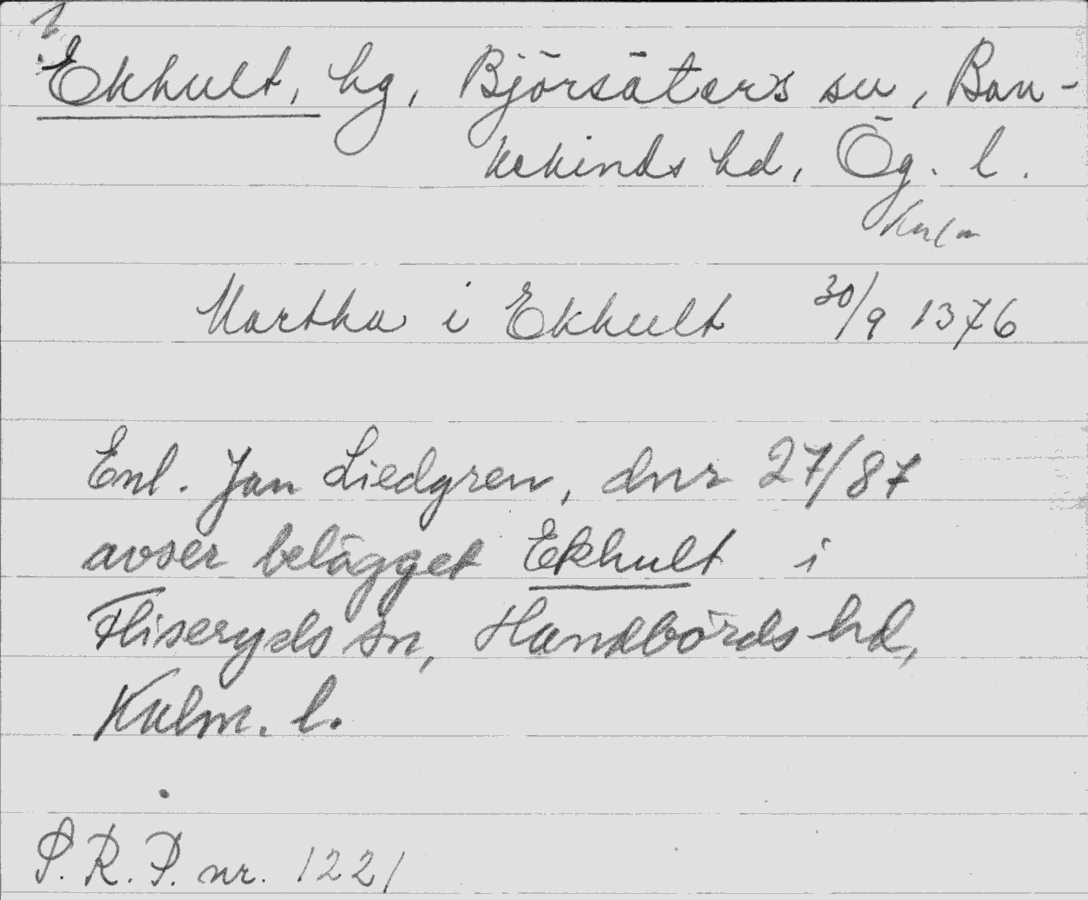 Ekhult, hg, Björsäters sn, Ban-
kekinds hd, Ög. l.
Martha i Ekhult 30/9 1376
Enl. Jan Liedgren, dnr 27/87
avser belägget Ekhult i
Fliseryds sn, Handbörds hd,
Kalm. l.
S.R.P. nr. 1221